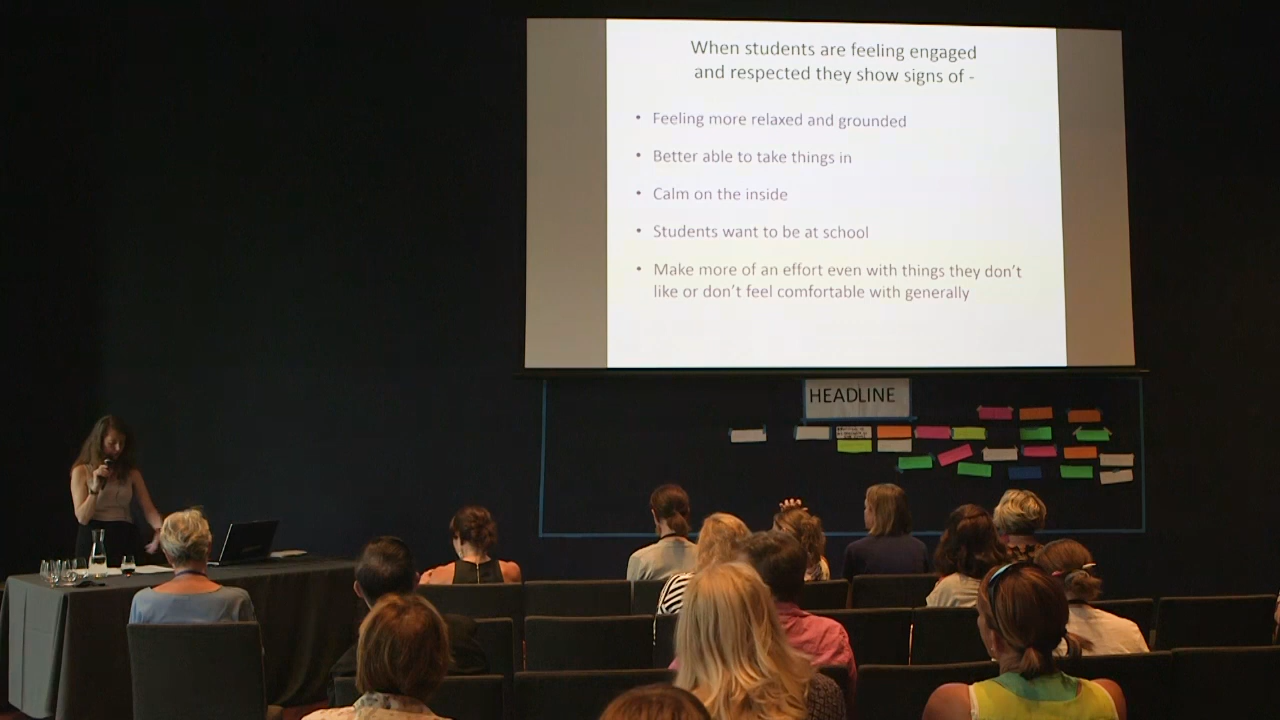 When students are feeling engaged
and respected they show signs of -
• Feeling more relaxed and grounded
• Better able to take things in
• Calm on the inside
• Students want to be at school
• Make more of an effort even with things they don't
like or don't feel comfortable with generally
HEADLINE